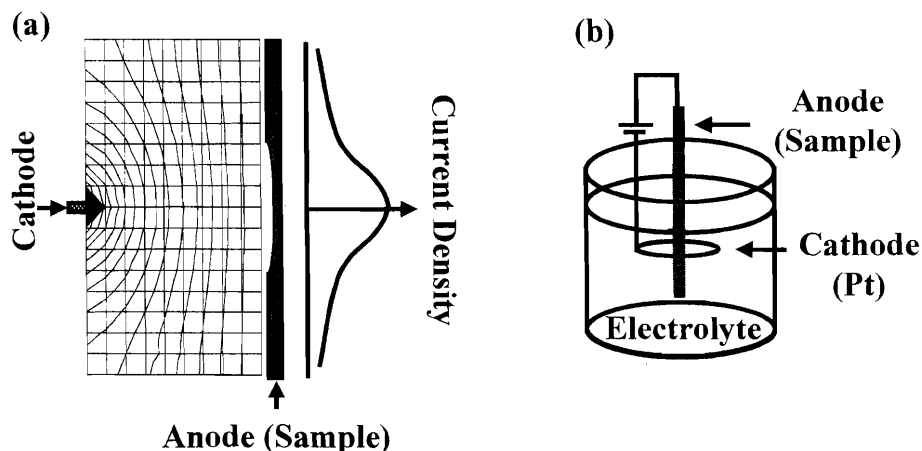 (a)
Cathode
Current Density
Anode (Sample)
(b)
Anode
(Sample)
Cathode
(Pt)
Electrolyte